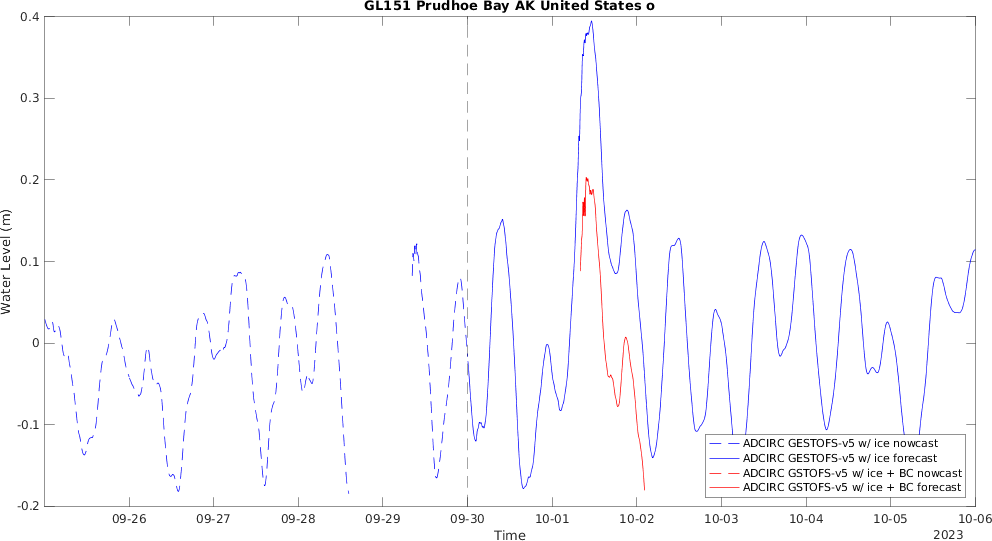 GL151 Prudhoe Bay AK United States o
0.4
0.3
0.2
0.1
0
-0.1
-0.2
Water Level (m)
09-26 09-27 09-28 09-29 09-30 10-01 10-02 10-03 10-04 10-05 10-06
Time
2023
ADCIRC GESTOFS-v5 w/ ice nowcast
ADCIRC GESTOFS-v5 w/ ice forecast
ADCIRC GSTOFS-v5 w/ ice + BC nowcast
ADCIRC GSTOFS-v5 w/ ice + BC forecast